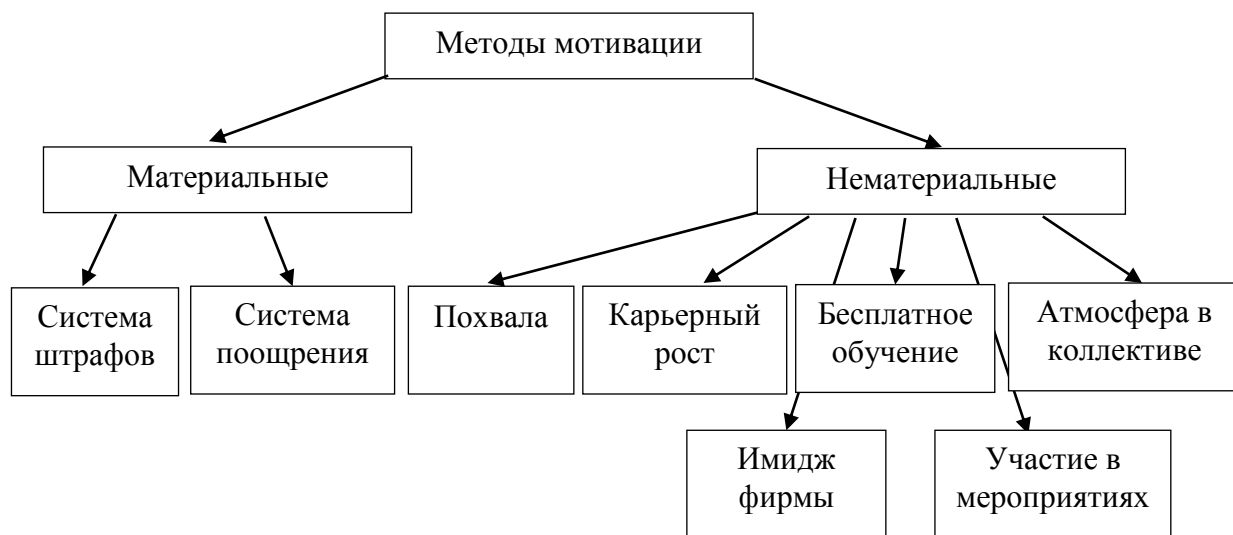 Методы мотивации
Материальные
Нематериальные
Система
штрафов
Система
поощрения
Похвала
Карьерный
рост
Бесплатное
обучение
Атмосфера в
коллективе
Имидж
фирмы
Участие в
мероприятиях